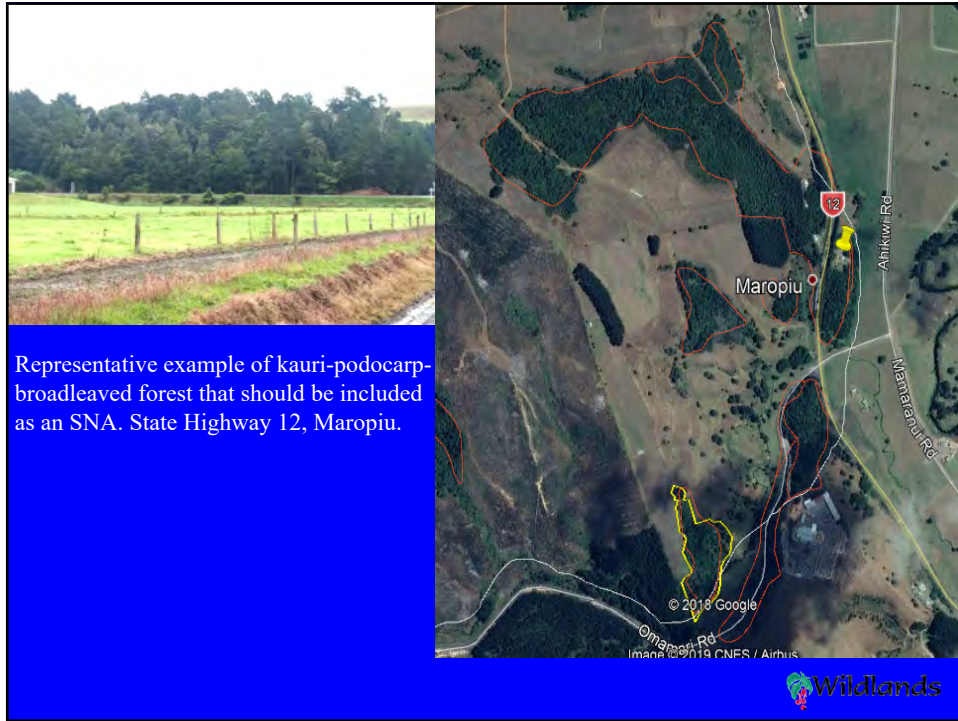 Representative example of kauri-podocarp-
broadleaved forest that should be included
as an SNA. State Highway 12, Maropiu.
12
Ahikiwi Rd
Maropiu
Mamaranui Rd
© 2018 Google
Omamari Rd
Image © 2019 CNES / Airbus
Wildlands